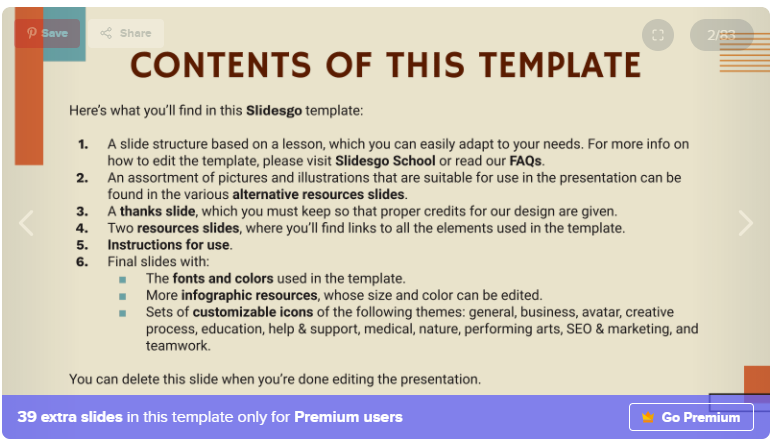 Save
Share
2/83
CONTENTS OF THIS TEMPLATE
Here's what you'll find in this Slidesgo template:
1. A slide structure based on a lesson, which you can easily adapt to your needs. For more info on
how to edit the template, please visit Slidesgo School or read our FAQs.
2. An assortment of pictures and illustrations that are suitable for use in the presentation can be
found in the various alternative resources slides.
3. A thanks slide, which you must keep so that proper credits for our design are given.
4. Two resources slides, where you'll find links to all the elements used in the template.
5. Instructions for use.
6. Final slides with:
■ The fonts and colors used in the template.
■ More infographic resources, whose size and color can be edited.
■ Sets of customizable icons of the following themes: general, business, avatar, creative
process, education, help & support, medical, nature, performing arts, SEO & marketing, and
teamwork.
You can delete this slide when you're done editing the presentation.
39 extra slides in this template only for Premium users
Go Premium